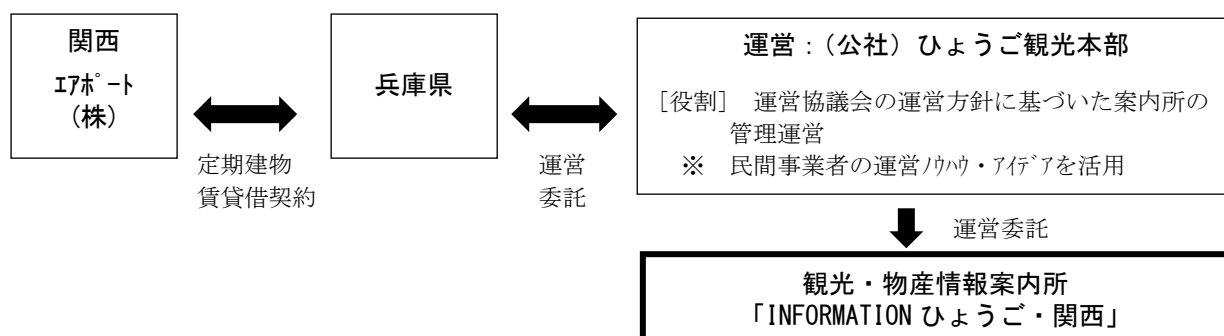 関西
ｴｱﾎﾟｰﾄ
（株）
定期建物
賃貸借契約
兵庫県
運営
委託
運営：（公社）ひょうご観光本部
［役割］ 運営協議会の運営方針に基づいた案内所の
管理運営
※ 民間事業者の運営ﾉｳﾊｳ・ｱｲﾃﾞｱを活用
運営委託
観光・物産情報案内所
「INFORMATION ひょうご・関西」